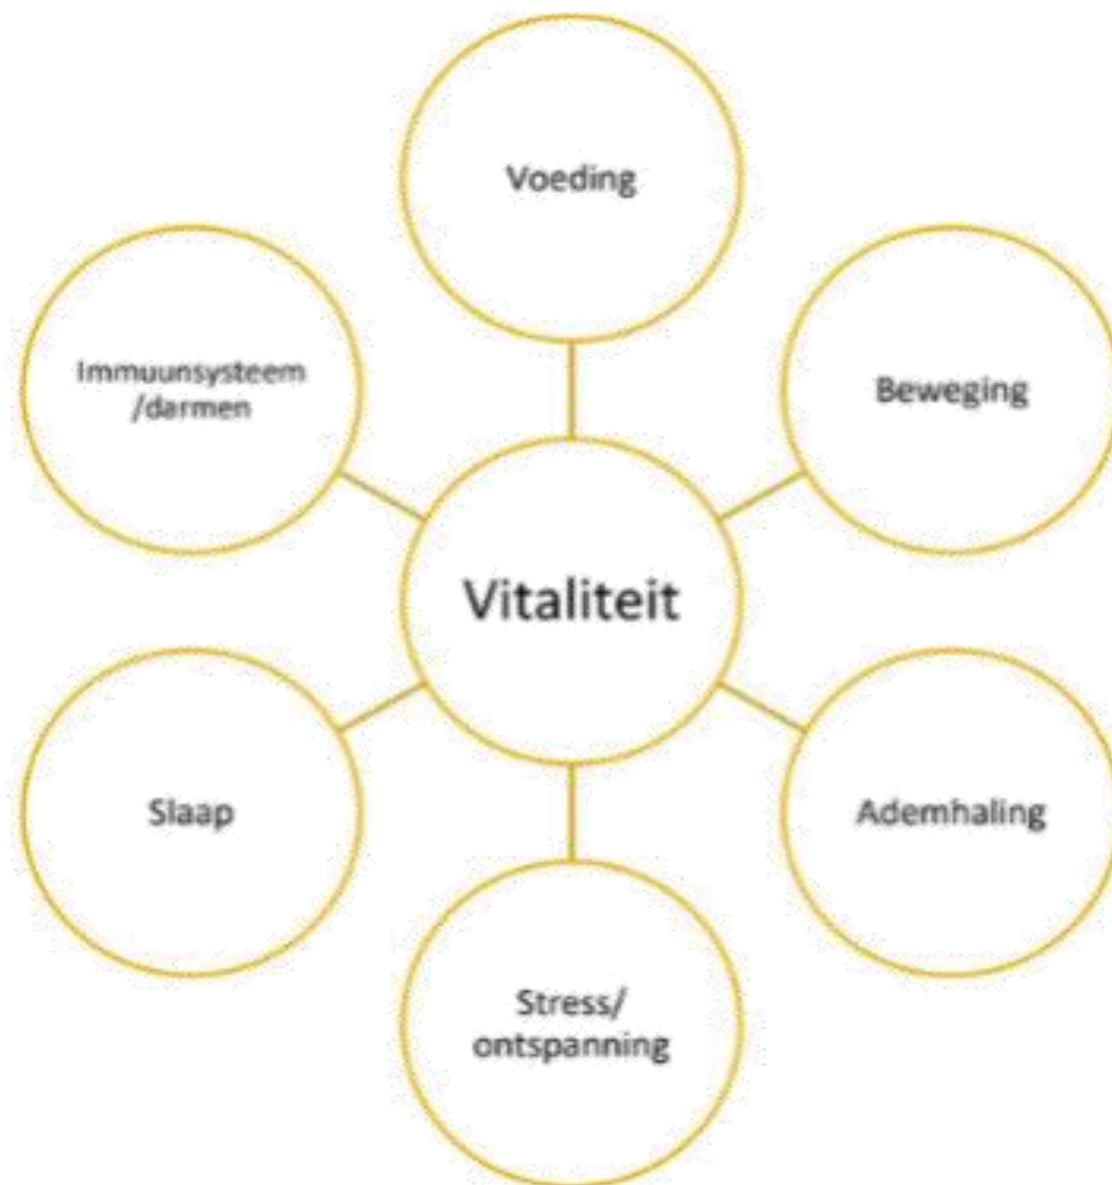 Voeding
Immuunsysteem
/darmen
Beweging
Vitaliteit
Slaap
Ademhaling
Stress/
ontspanning